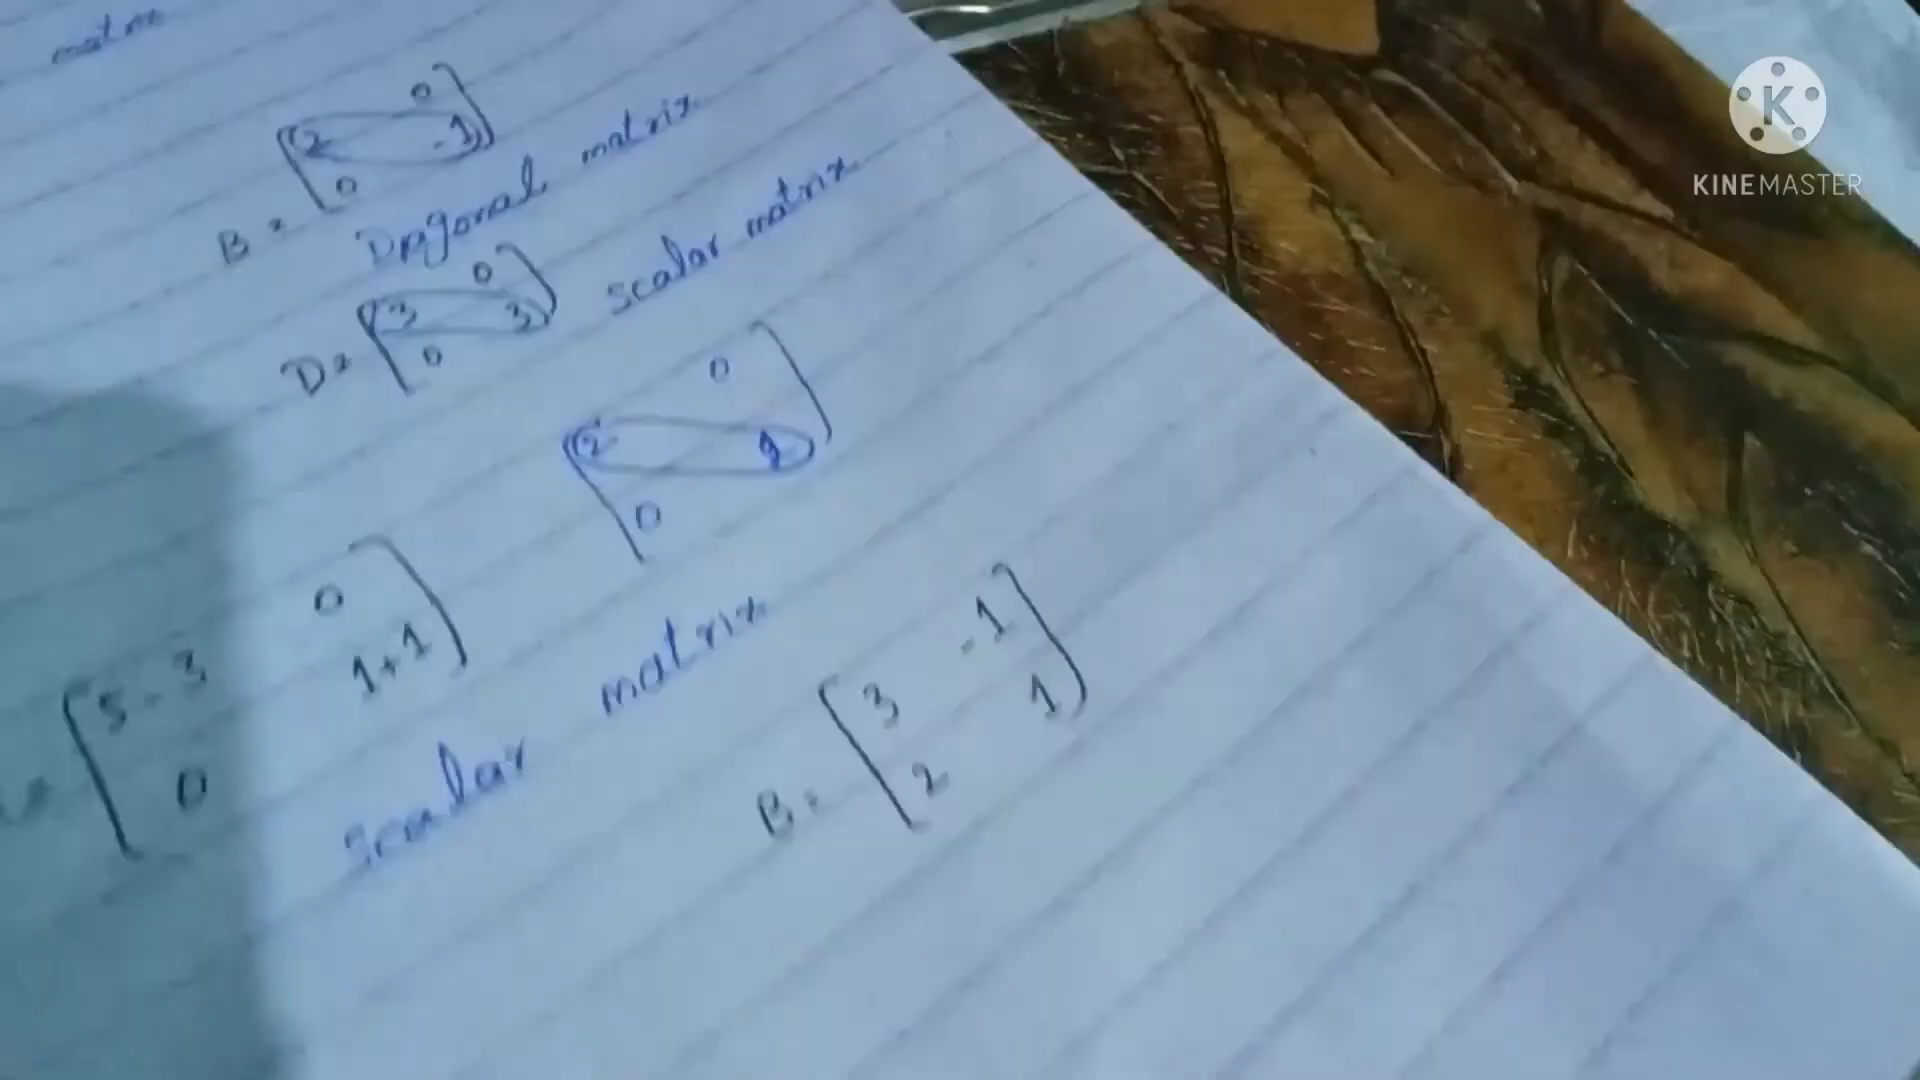 matrix
B = [2 0
0 -1]
Diagonal matrix
D = [3 0
0 3]
scalar matrix
[5-3 0
0 1+1]
[2 0
0 2]
scalar matrix
B = [3 -1
2 1]
KINEMASTER